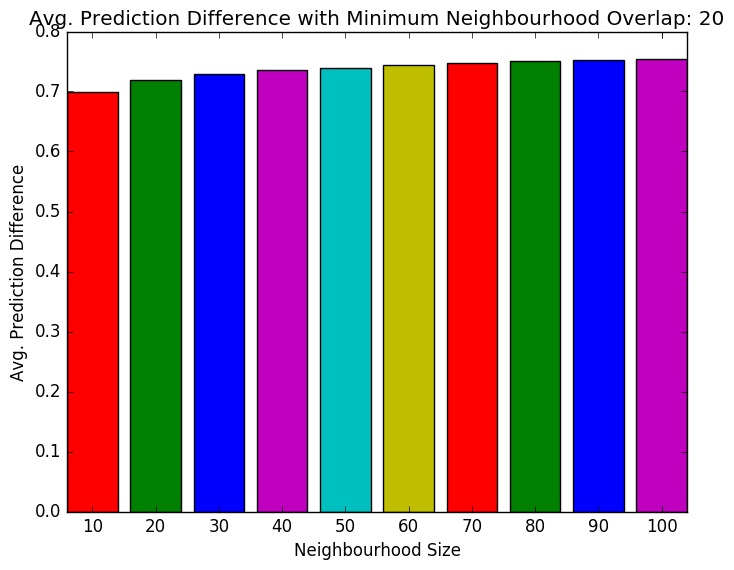 Avg. Prediction Difference with Minimum Neighbourhood Overlap: 20
0.8
0.7
0.6
0.5
0.4
0.3
0.2
0.1
0.0
Avg. Prediction Difference
10 20 30 40 50 60 70 80 90 100
Neighbourhood Size